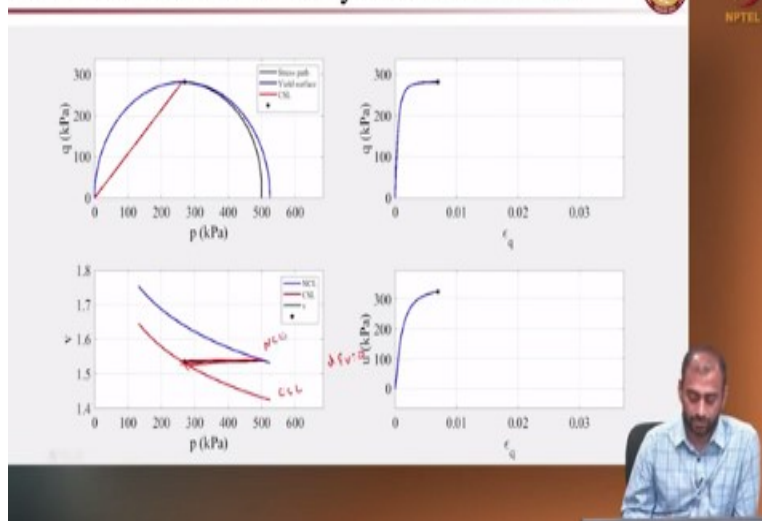 NPTEL
300
200
100
0
q (kPa)
0 100 200 300 400 500 600
p (kPa)
Stress path
Yield surface
CSL
300
200
100
0
q (kPa)
0 0.01 0.02 0.03
ϵq
1.8
1.7
1.6
1.5
1.4
v
0 100 200 300 400 500 600
p (kPa)
NCL
CSL
v
NCL
CSL
300
200
100
0
u (kPa)
0 0.01 0.02 0.03
ϵq